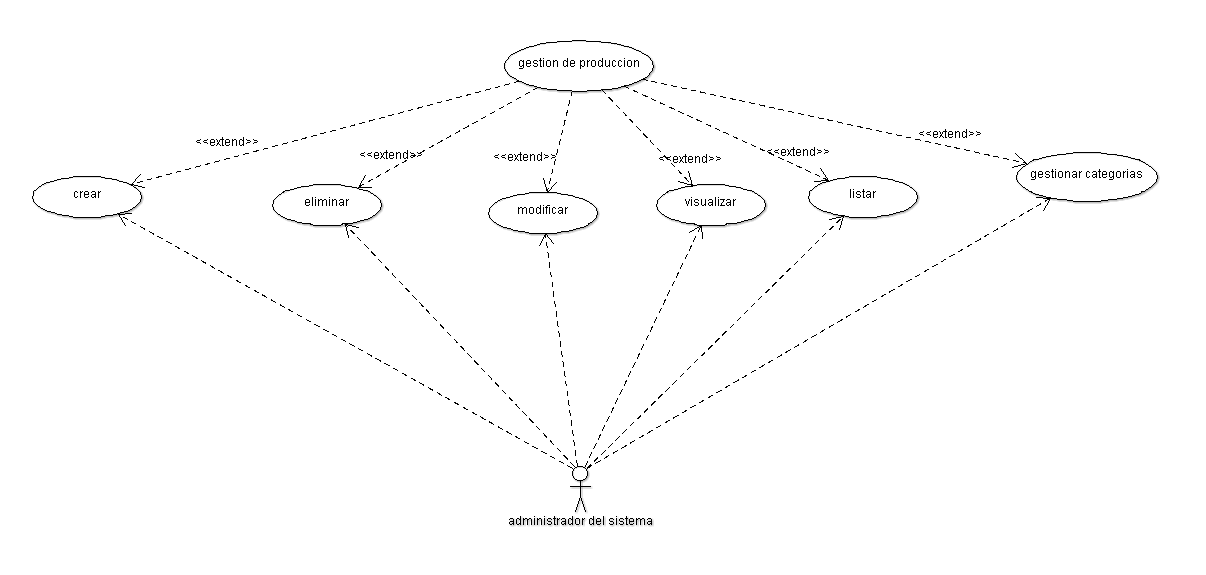 gestion de produccion
<<extend>>
<<extend>>
<<extend>>
<<extend>>
<<extend>>
<<extend>>
crear
eliminar
modificar
visualizar
listar
gestionar categorias
administrador del sistema